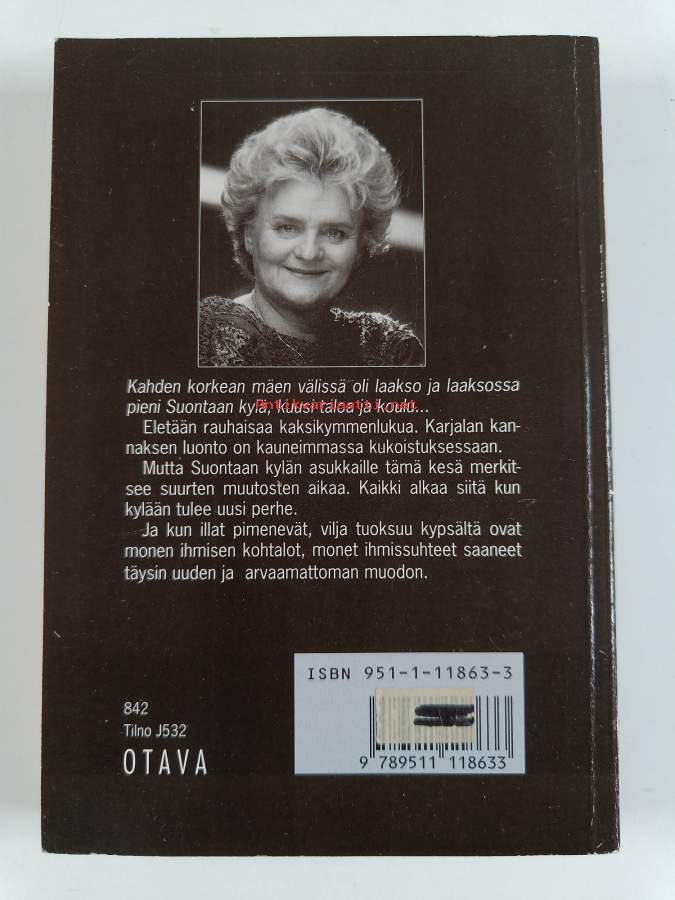 Kahden korkean mäen välissä oli laakso ja laaksossa
pieni Suontaan kylä, kuusi taloa ja koulu...
Antikvariaatti.net
Eletään rauhaisaa kaksikymmenlukua. Karjalan kan-
naksen luonto on kauneimmassa kukoistuksessaan.
Mutta Suontaan kylän asukkaille tämä kesä merkit-
see suurten muutosten aikaa. Kaikki alkaa siitä kun
kylään tulee uusi perhe.
Ja kun illat pimenevät, vilja tuoksuu kypsältä ovat
monen ihmisen kohtalot, monet ihmissuhteet saaneet
täysin uuden ja arvaamattoman muodon.
ISBN 951-1-11863-3
842
Tilno J532
OTAVA
9 789511 118633